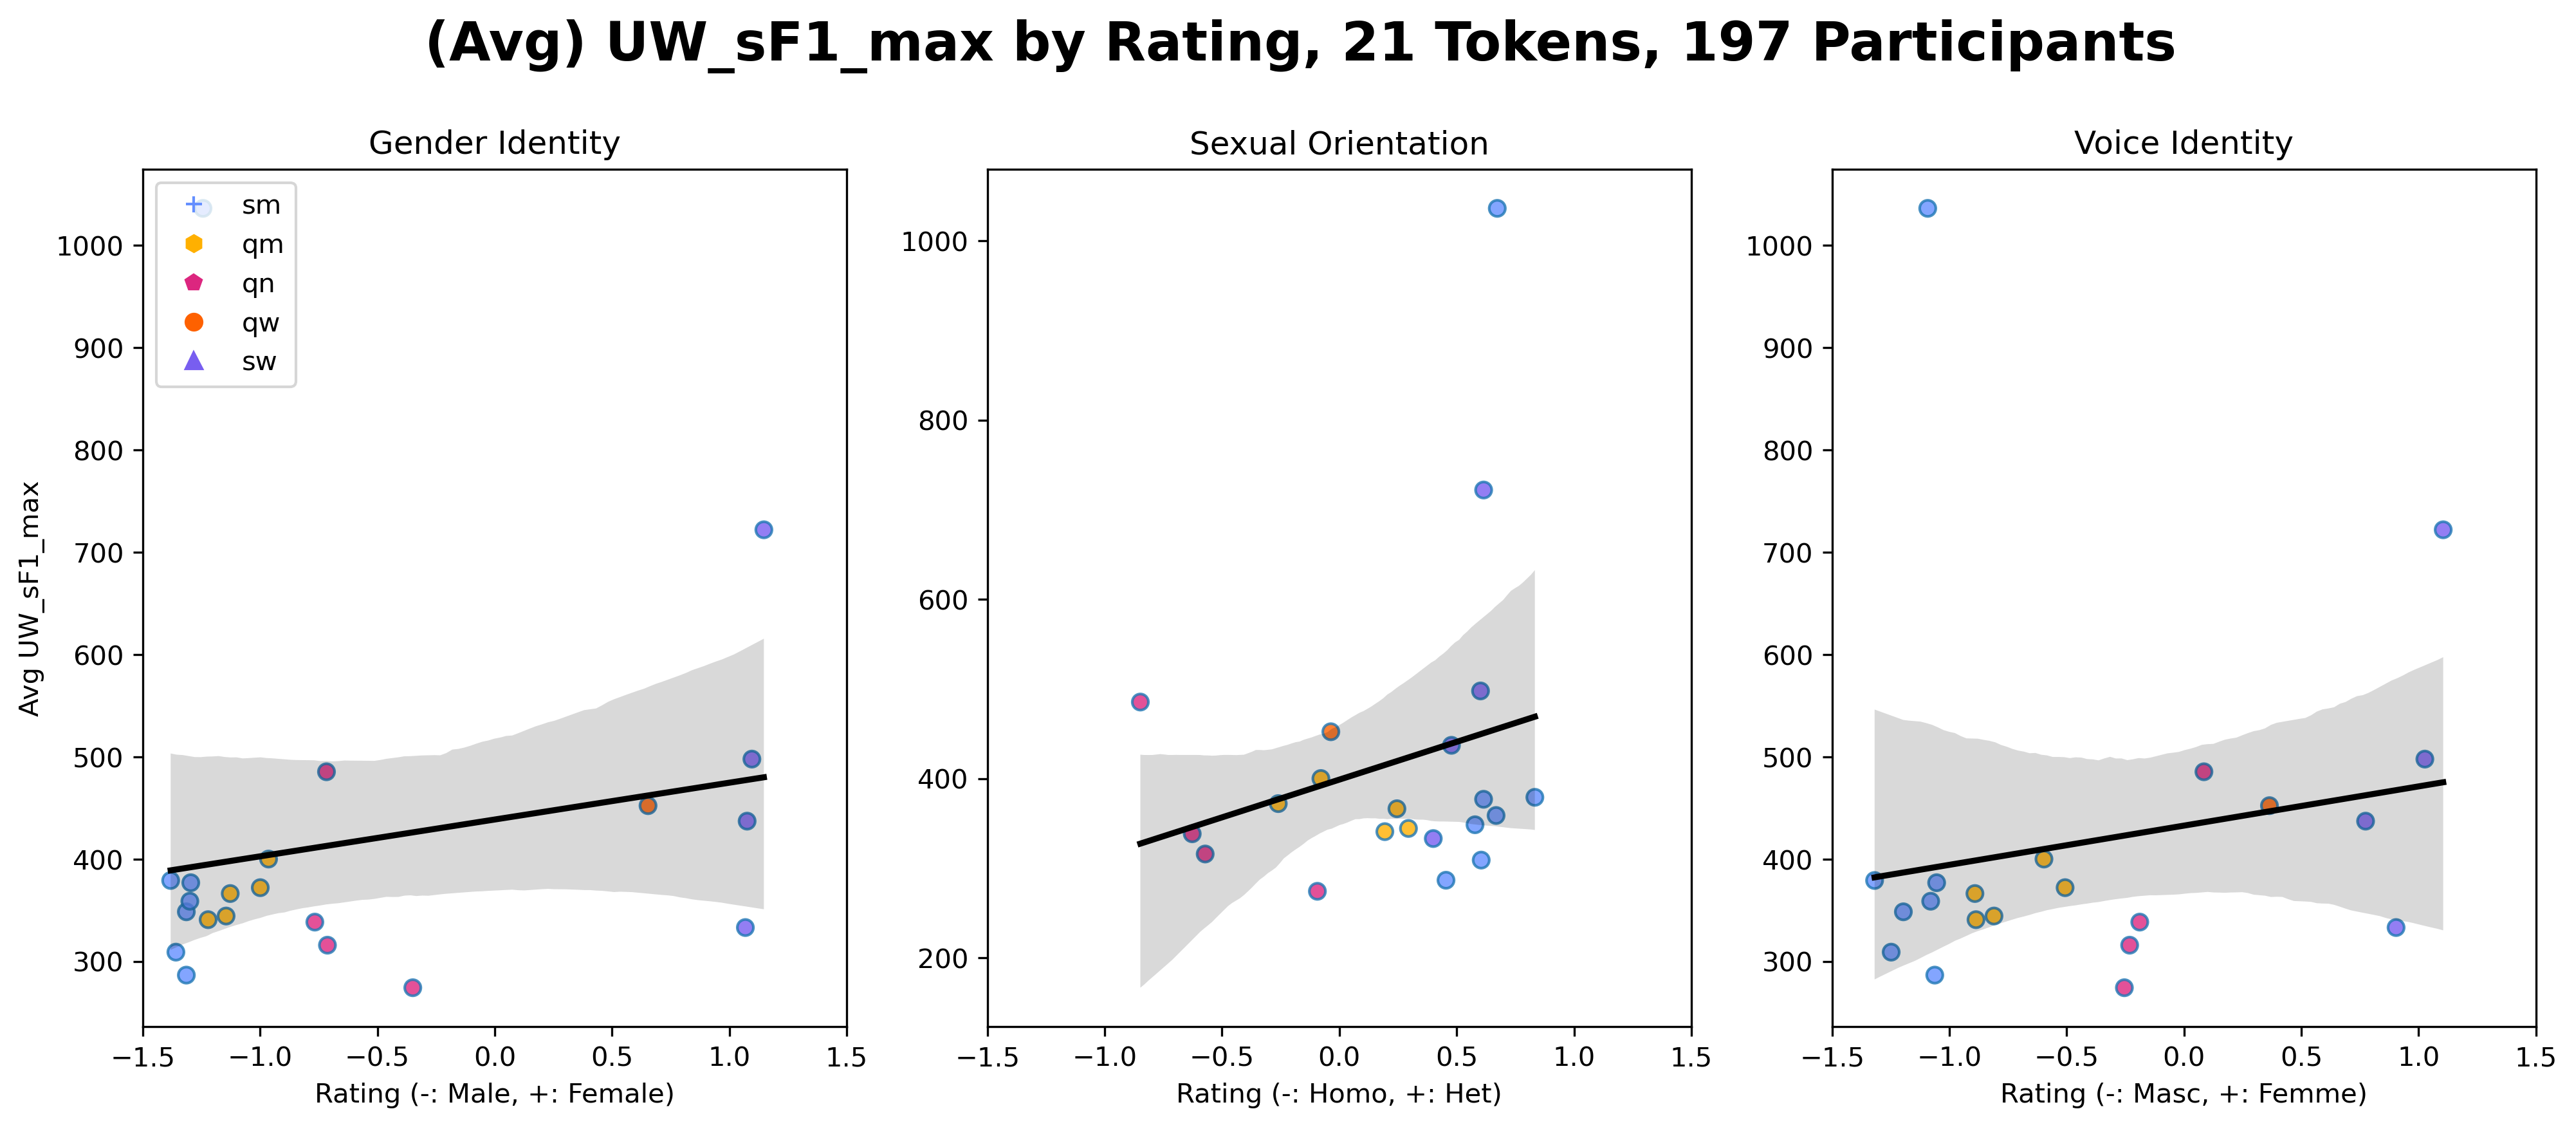 (Avg) UW_sF1_max by Rating, 21 Tokens, 197 Participants
Gender Identity
sm
qm
qn
qw
sw
1000
900
800
700
600
500
400
300
Avg UW_sF1_max
−1.5 −1.0 −0.5 0.0 0.5 1.0 1.5
Rating (-: Male, +: Female)
Sexual Orientation
1000
800
600
400
200
−1.5 −1.0 −0.5 0.0 0.5 1.0 1.5
Rating (-: Homo, +: Het)
Voice Identity
1000
900
800
700
600
500
400
300
−1.5 −1.0 −0.5 0.0 0.5 1.0 1.5
Rating (-: Masc, +: Femme)